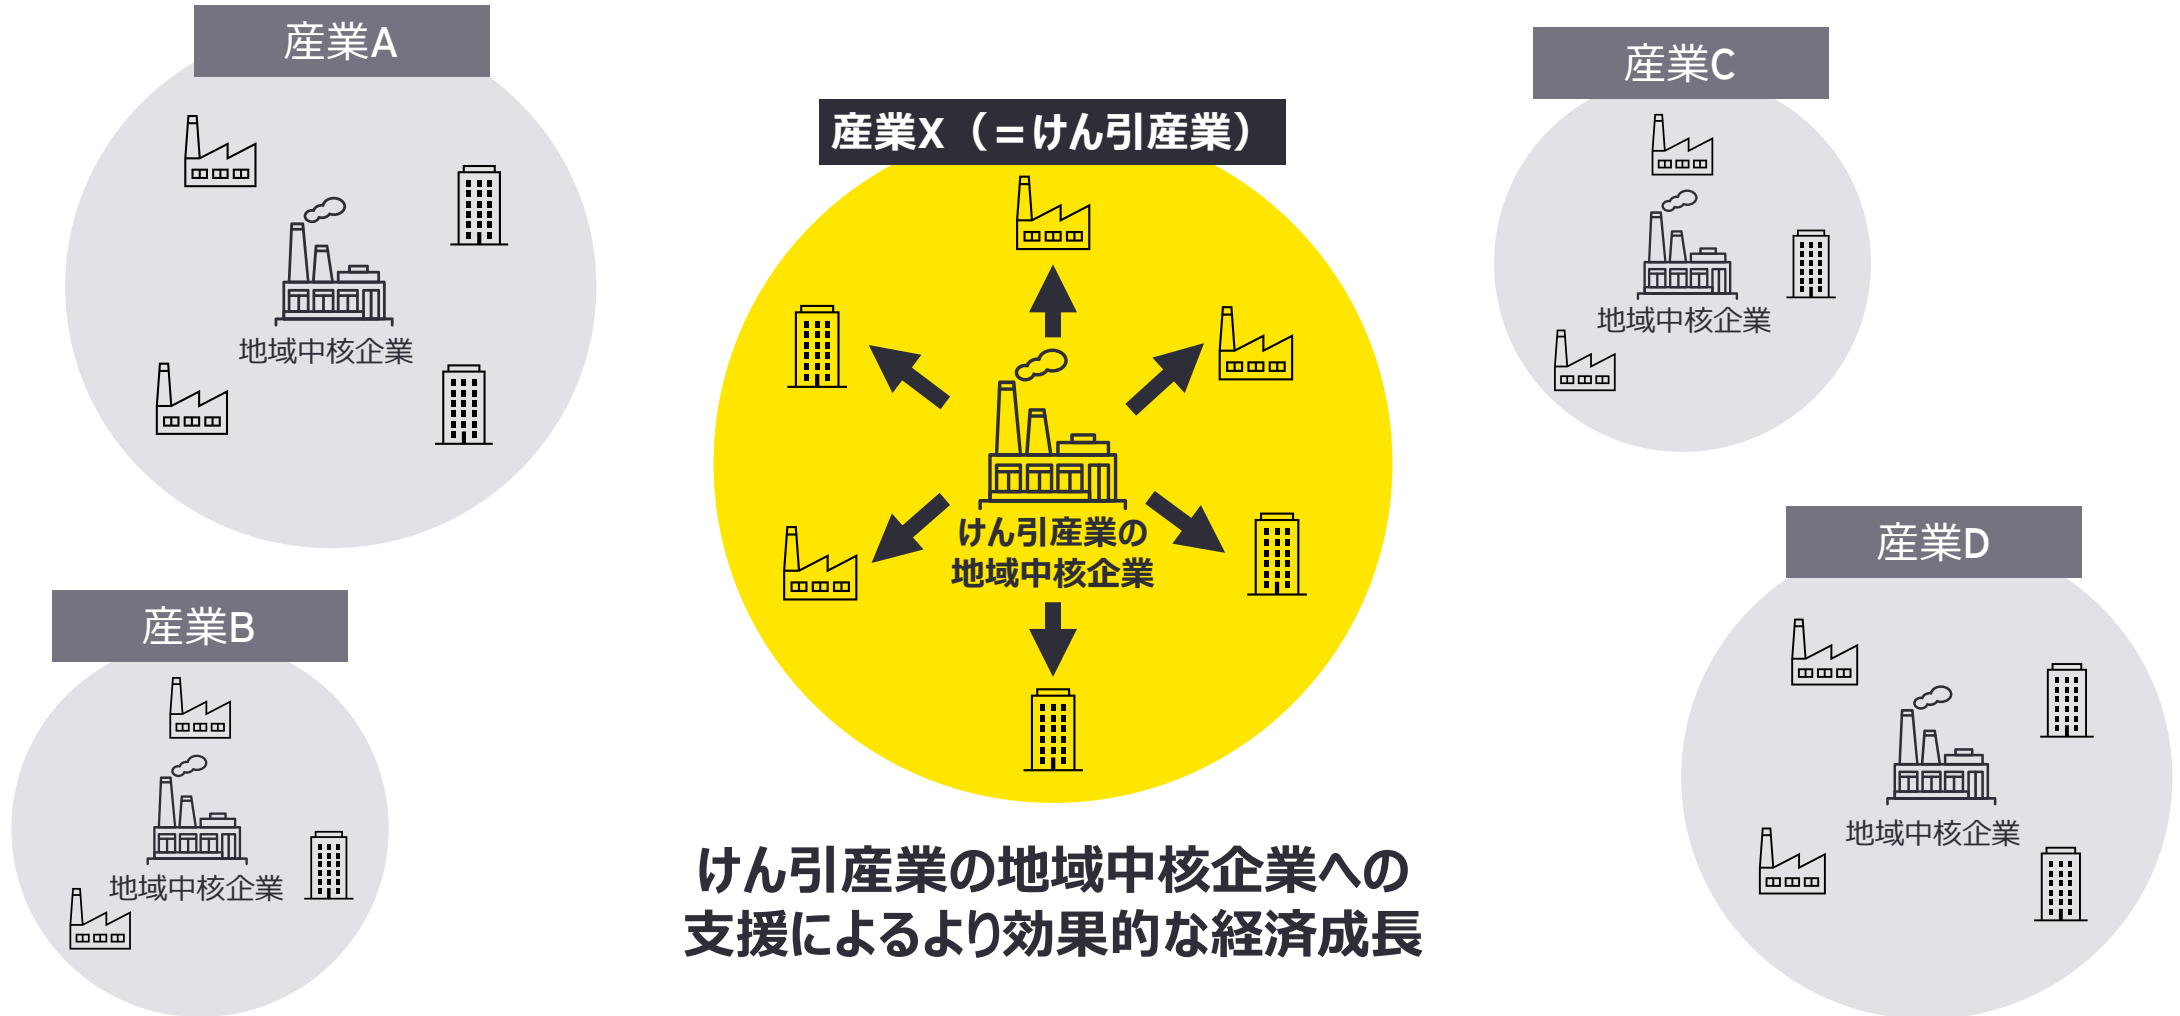 産業A
地域中核企業
産業B
地域中核企業
産業X（＝けん引産業）
けん引産業の
地域中核企業
けん引産業の地域中核企業への
支援によるより効果的な経済成長
産業C
地域中核企業
産業D
地域中核企業